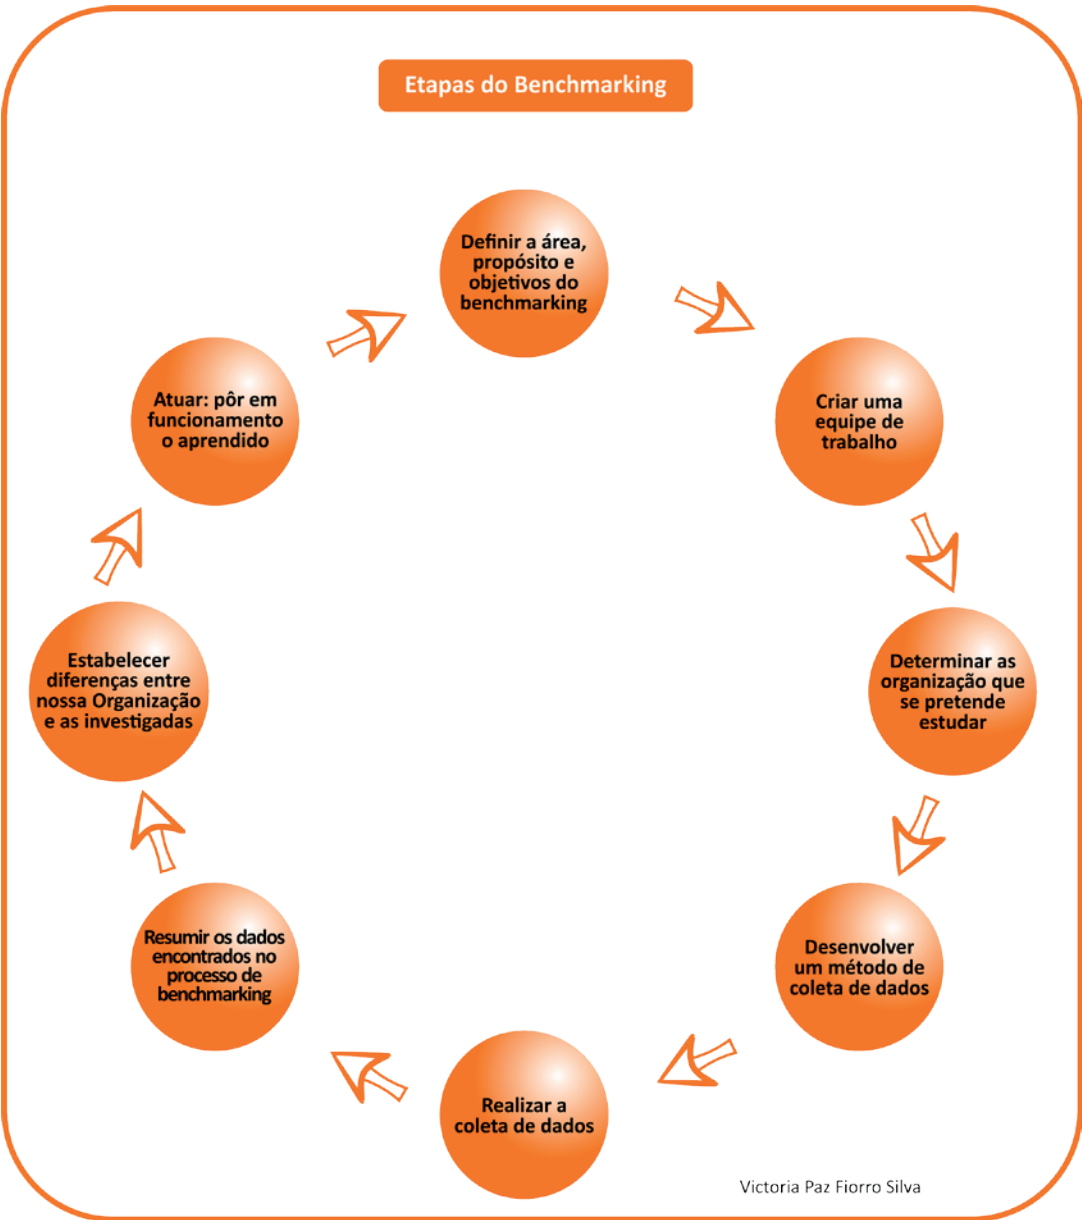 Etapas do Benchmarking
Definir a área,
propósito e
objetivos do
benchmarking
Criar uma
equipe de
trabalho
Determinar as
organização que
se pretende
estudar
Desenvolver
um método de
coleta de dados
Realizar a
coleta de dados
Resumir os dados
encontrados no
processo de
benchmarking
Estabelecer
diferenças entre
nossa Organização
e as investigadas
Atuar: pôr em
funcionamento
o aprendido
Victoria Paz Fiorro Silva